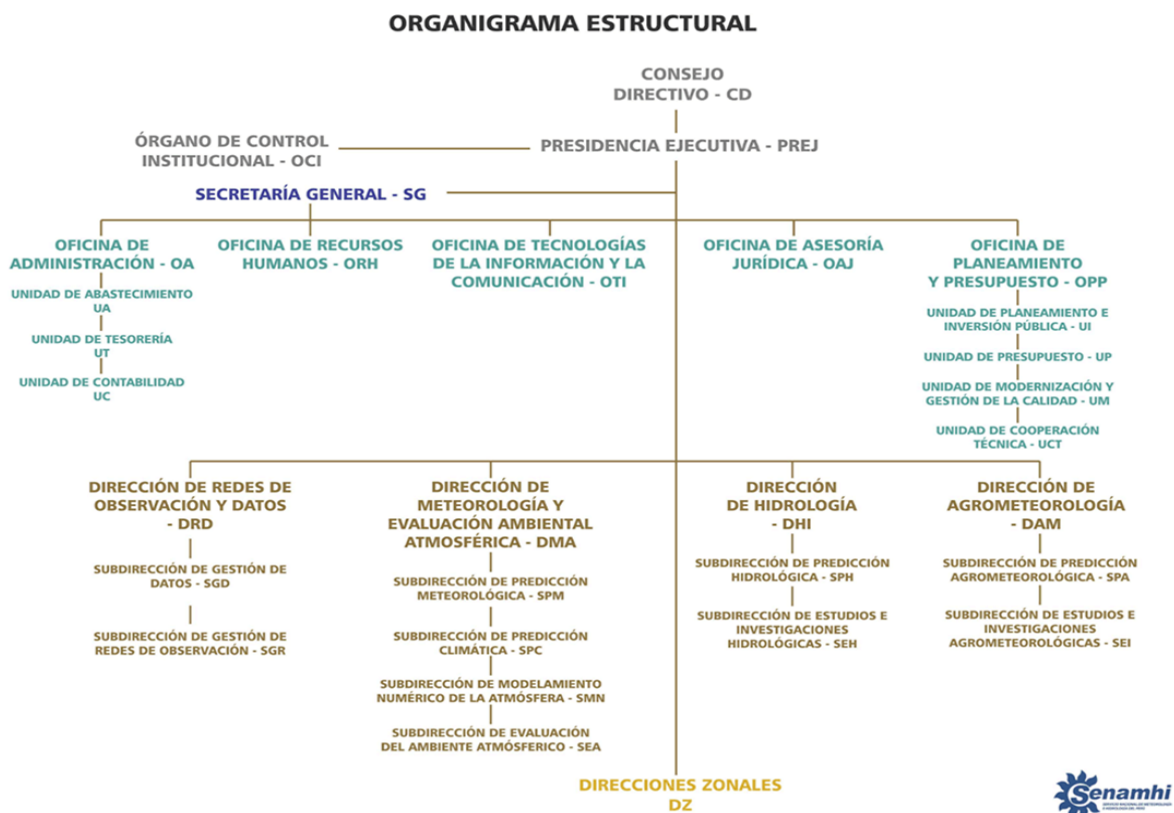 ORGANIGRAMA ESTRUCTURAL
CONSEJO
DIRECTIVO - CD
ÓRGANO DE CONTROL
INSTITUCIONAL - OCI
PRESIDENCIA EJECUTIVA - PREJ
SECRETARÍA GENERAL - SG
OFICINA DE
ADMINISTRACIÓN - OA
UNIDAD DE ABASTECIMIENTO
UA
UNIDAD DE TESORERÍA
UT
UNIDAD DE CONTABILIDAD
UC
OFICINA DE RECURSOS
HUMANOS - ORH
OFICINA DE TECNOLOGÍAS
DE LA INFORMACIÓN Y LA
COMUNICACIÓN - OTI
OFICINA DE ASESORÍA
JURÍDICA - OAJ
OFICINA DE
PLANEAMIENTO
Y PRESUPUESTO - OPP
UNIDAD DE PLANEAMIENTO E
INVERSIÓN PÚBLICA - UI
UNIDAD DE PRESUPUESTO - UP
UNIDAD DE MODERNIZACIÓN Y
GESTIÓN DE LA CALIDAD - UM
UNIDAD DE COOPERACIÓN
TÉCNICA - UCT
DIRECCIÓN DE REDES DE
OBSERVACIÓN Y DATOS
- DRD
SUBDIRECCIÓN DE GESTIÓN DE
DATOS - SGD
SUBDIRECCIÓN DE GESTIÓN DE
REDES DE OBSERVACIÓN - SGR
DIRECCIÓN DE
METEOROLOGÍA Y
EVALUACIÓN AMBIENTAL
ATMOSFÉRICA - DMA
SUBDIRECCIÓN DE PREDICCIÓN
METEOROLÓGICA - SPM
SUBDIRECCIÓN DE PREDICCIÓN
CLIMÁTICA - SPC
SUBDIRECCIÓN DE MODELAMIENTO
NUMÉRICO DE LA ATMÓSFERA - SMN
SUBDIRECCIÓN DE EVALUACIÓN
DEL AMBIENTE ATMÓSFERICO - SEA
DIRECCIÓN
DE HIDROLOGÍA
- DHI
SUBDIRECCIÓN DE PREDICCIÓN
HIDROLÓGICA - SPH
SUBDIRECCIÓN DE ESTUDIOS E
INVESTIGACIONES
HIDROLÓGICAS - SEH
DIRECCIÓN DE
AGROMETEOROLOGÍA
- DAM
SUBDIRECCIÓN DE PREDICCIÓN
AGROMETEOROLÓGICA - SPA
SUBDIRECCIÓN DE ESTUDIOS E
INVESTIGACIONES
AGROMETEOROLÓGICAS - SEI
DIRECCIONES ZONALES
DZ
Senamhi